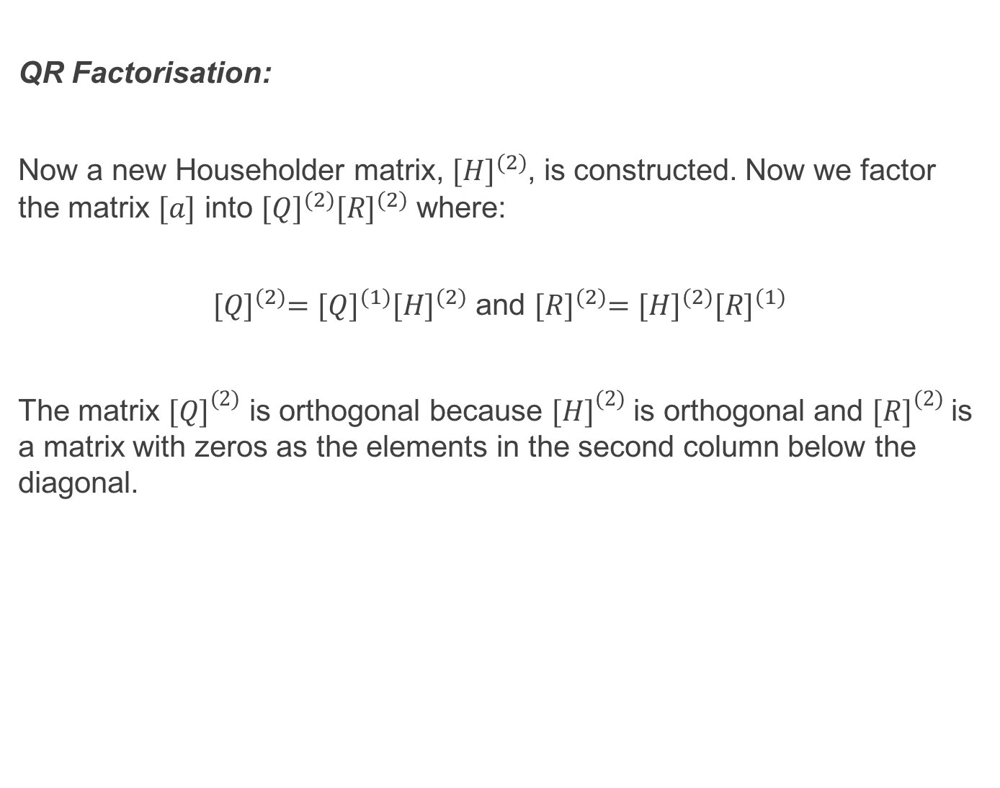 QR Factorisation:
Now a new Householder matrix, [H]⁽²⁾, is constructed. Now we factor
the matrix [a] into [Q]⁽²⁾[R]⁽²⁾ where:
[Q]⁽²⁾= [Q]⁽¹⁾[H]⁽²⁾ and [R]⁽²⁾= [H]⁽²⁾[R]⁽¹⁾
The matrix [Q]⁽²⁾ is orthogonal because [H]⁽²⁾ is orthogonal and [R]⁽²⁾ is
a matrix with zeros as the elements in the second column below the
diagonal.